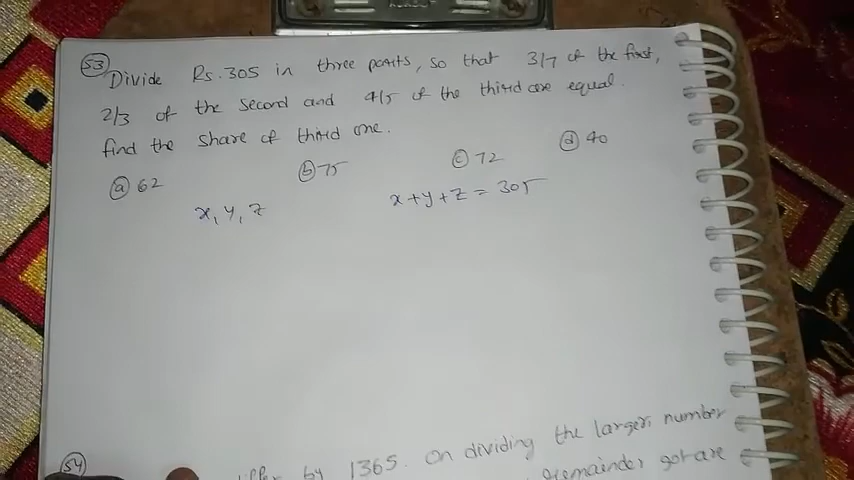 53 Divide Rs. 305 in three parts, so that 3/7 of the first,
2/3 of the second and 4/5 of the third are equal.
find the share of third one.
a 62 b 75 c 72 d 40
x, y, z x+y+z = 305
54
by 1365. On dividing the larger number
remainder got are